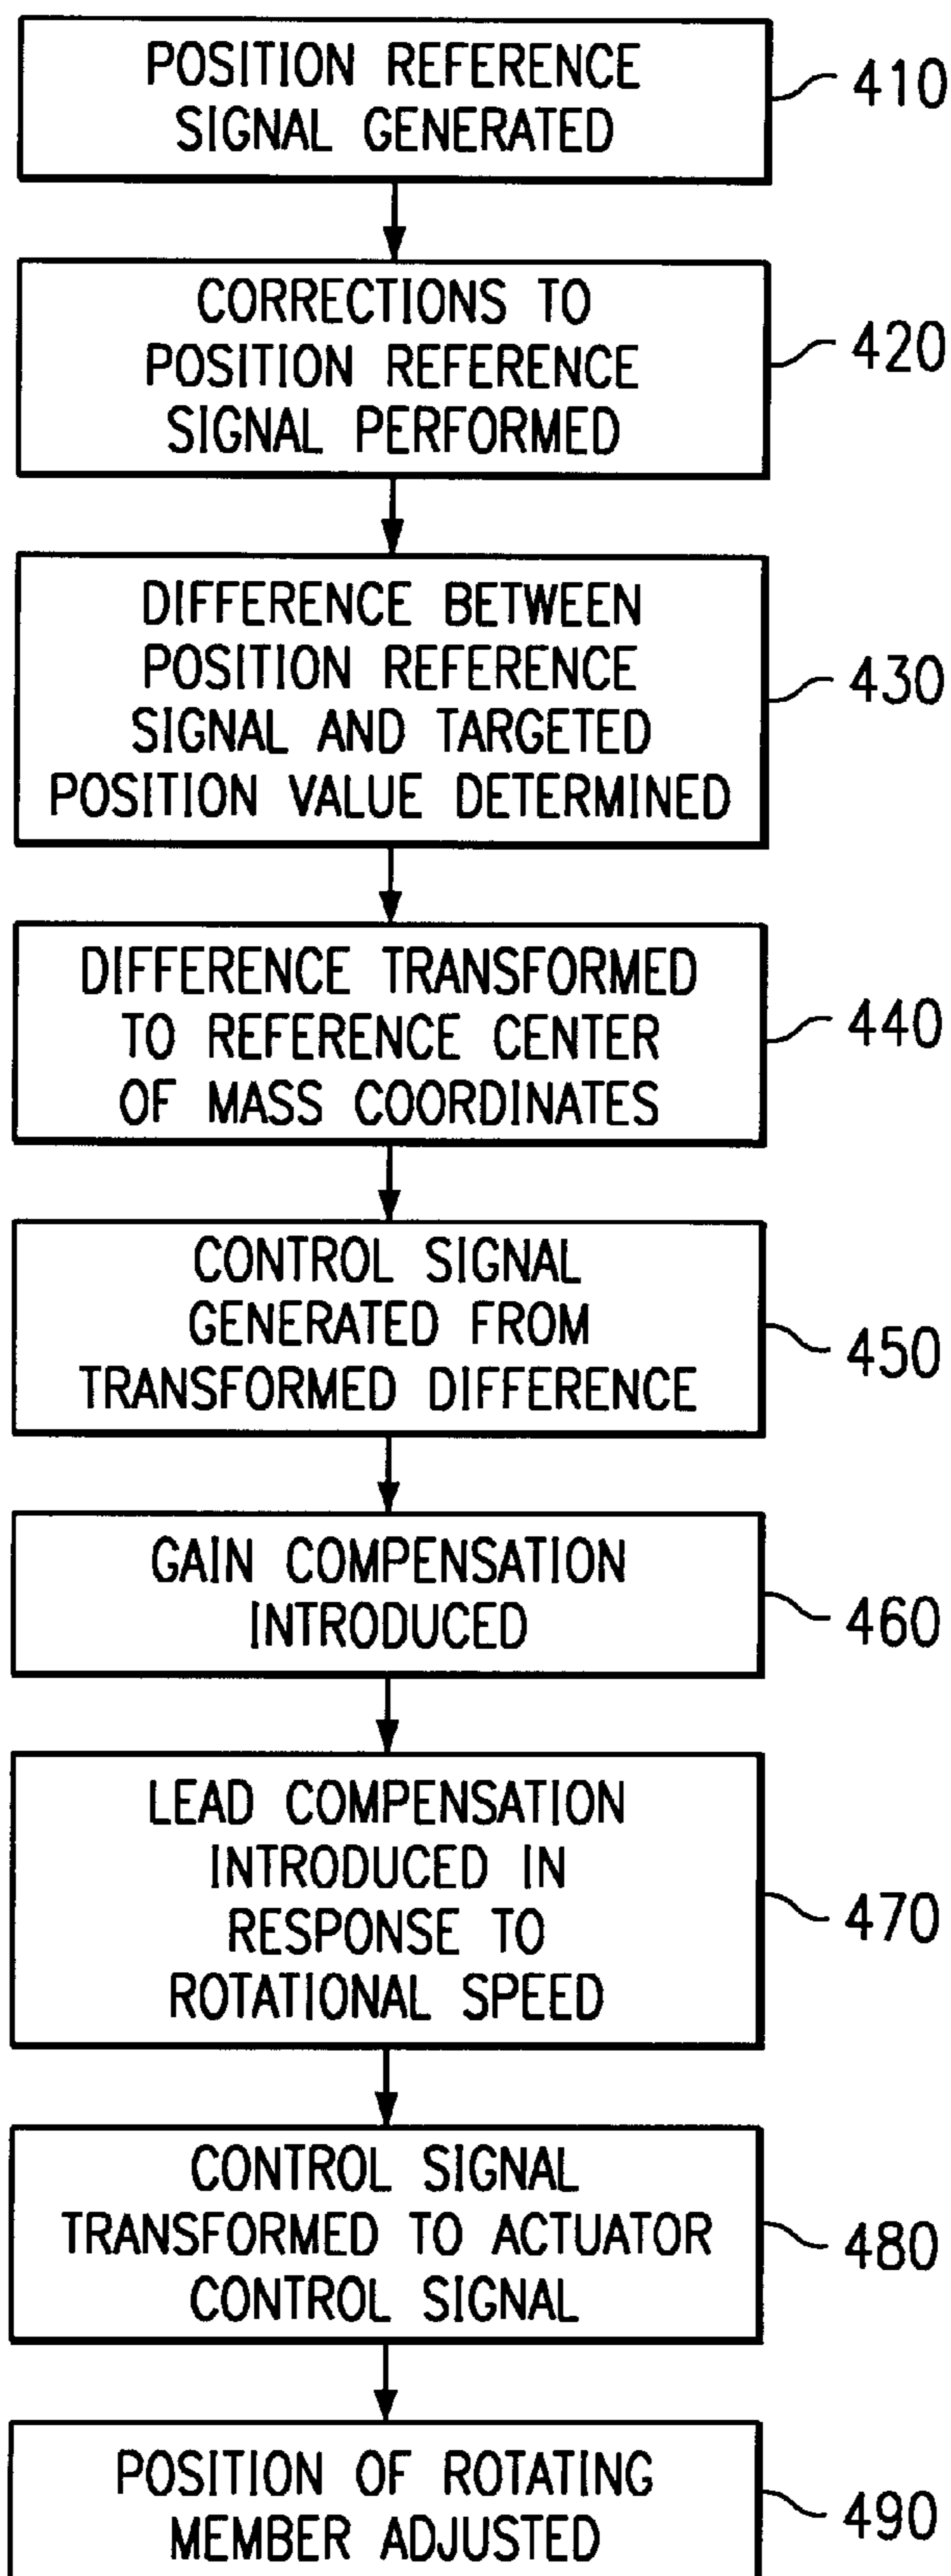 POSITION REFERENCE
SIGNAL GENERATED
410
CORRECTIONS TO
POSITION REFERENCE
SIGNAL PERFORMED
420
DIFFERENCE BETWEEN
POSITION REFERENCE
SIGNAL AND TARGETED
POSITION VALUE DETERMINED
430
DIFFERENCE TRANSFORMED
TO REFERENCE CENTER
OF MASS COORDINATES
440
CONTROL SIGNAL
GENERATED FROM
TRANSFORMED DIFFERENCE
450
GAIN COMPENSATION
INTRODUCED
460
LEAD COMPENSATION
INTRODUCED IN
RESPONSE TO
ROTATIONAL SPEED
470
CONTROL SIGNAL
TRANSFORMED TO ACTUATOR
CONTROL SIGNAL
480
POSITION OF ROTATING
MEMBER ADJUSTED
490